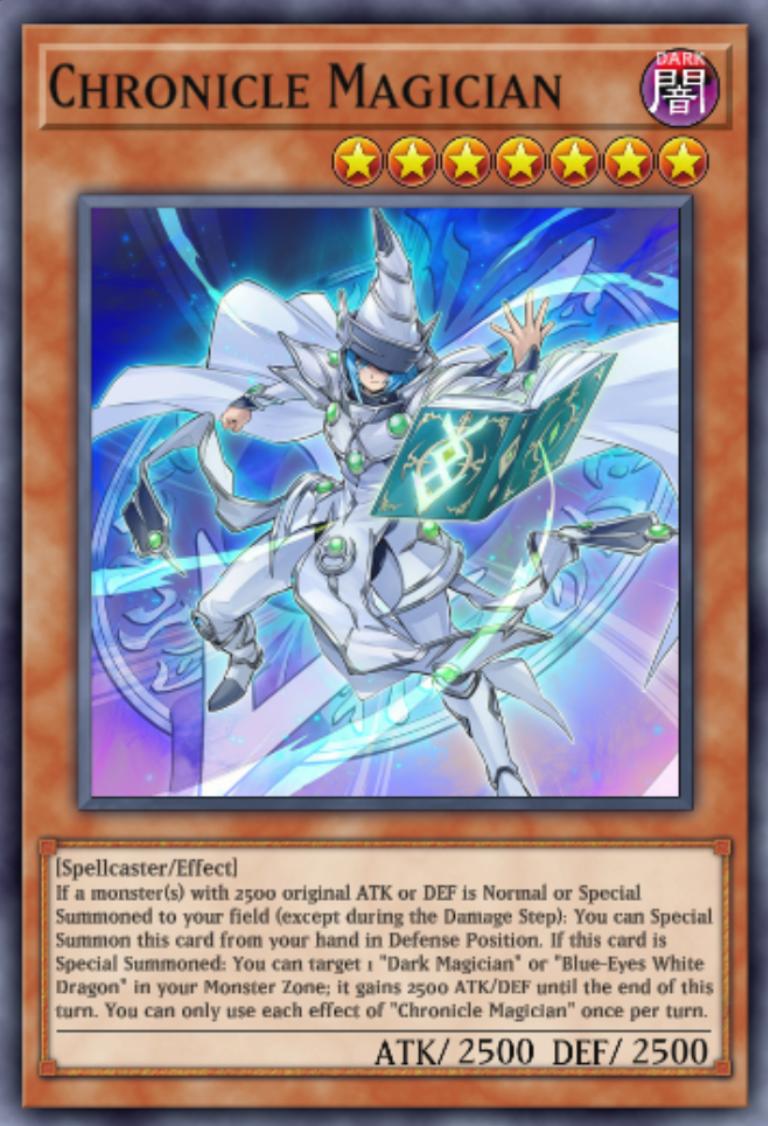 Chronicle Magician
DARK
闇
[Spellcaster/Effect]
If a monster(s) with 2500 original ATK or DEF is Normal or Special
Summoned to your field (except during the Damage Step): You can Special
Summon this card from your hand in Defense Position. If this card is
Special Summoned: You can target 1 "Dark Magician" or "Blue-Eyes White
Dragon" in your Monster Zone; it gains 2500 ATK/DEF until the end of this
turn. You can only use each effect of "Chronicle Magician" once per turn.
ATK/ 2500 DEF/ 2500